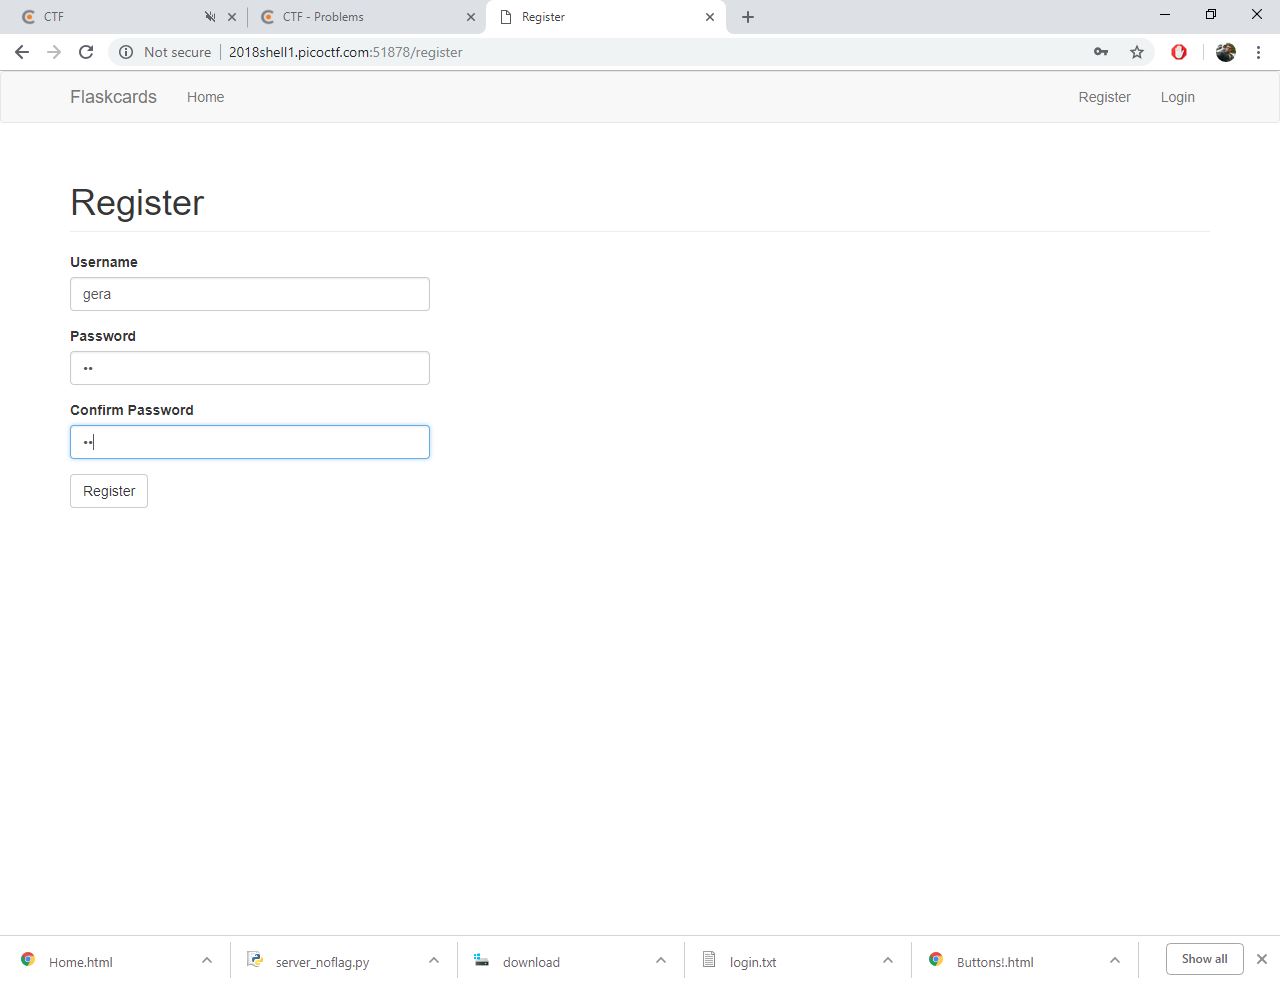 CTF
CTF - Problems
Register
Not secure
2018shell1.picoctf.com:51878/register
Flaskcards
Home
Register
Login
Register
Username
gera
Password
••
Confirm Password
••
Register
Home.html
server_noflag.py
download
login.txt
Buttons!.html
Show all